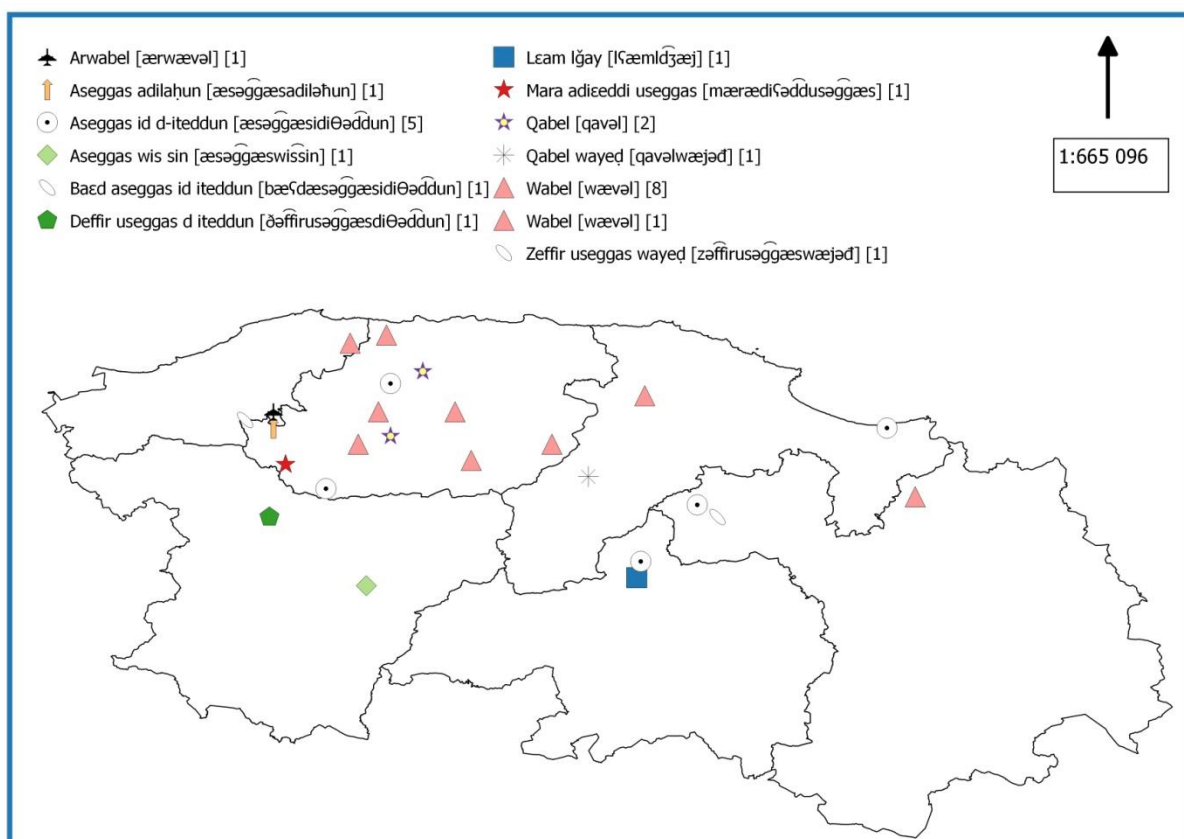 Arwabel [ærwævəl] [1]
Aseggas adilaḥun [æsəg͡gæsadiləħun] [1]
Aseggas id d-iteddun [æsəg͡gæsidiθəd͡dun] [5]
Aseggas wis sin [æsəg͡gæswis͡sin] [1]
Baɛd aseggas id iteddun [bæʕdæsəg͡gæsidiθəd͡dun] [1]
Deffir useggas d iteddun [ðəf͡firusəg͡gæsdiθəd͡dun] [1]
Lɛam lǧay [lʕæmld͡ʒæj] [1]
Mara adiɛeddi useggas [mærædiʕəd͡dusəg͡gæs] [1]
Qabel [qavəl] [2]
Qabel wayeḍ [qavəlwæjəđ] [1]
Wabel [wævəl] [8]
Wabel [wævəl] [1]
Zeffir useggas wayeḍ [zəf͡firusəg͡gæswæjəđ] [1]
1:665 096